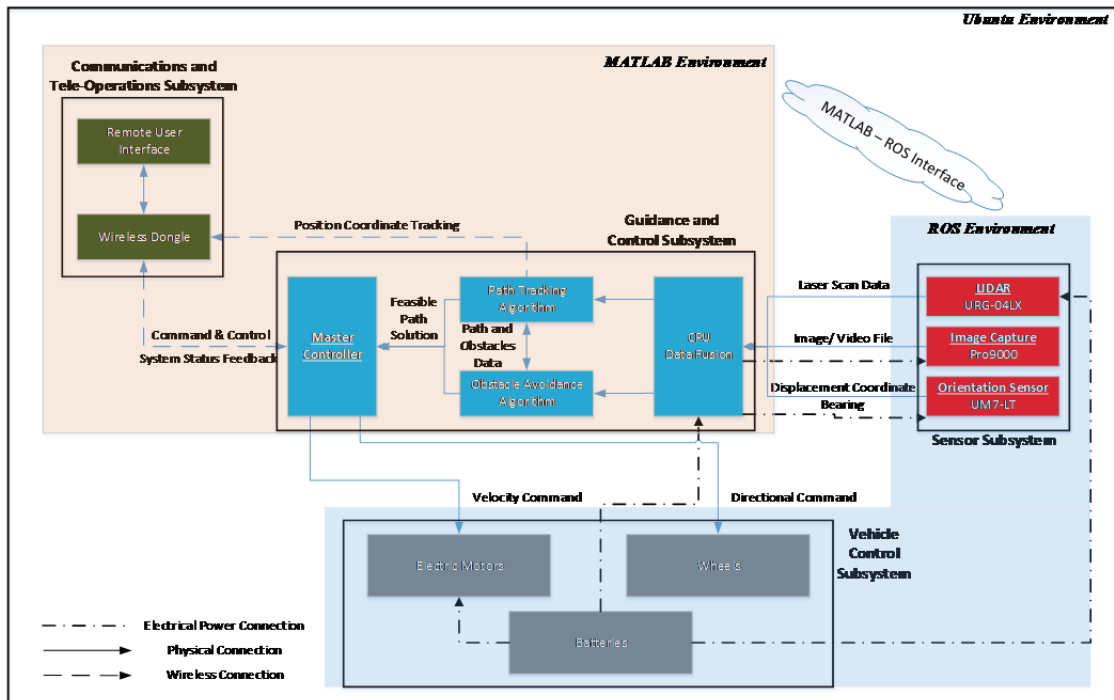 Ubuntu Environment
MATLAB Environment
Communications and
Tele-Operations Subsystem
Remote User
Interface
Wireless Dongle
MATLAB – ROS Interface
Position Coordinate Tracking
Guidance and
Control Subsystem
ROS Environment
Command & Control
System Status Feedback
Master
Controller
Feasible
Path
Solution
Path Tracking
Algorithm
Path and
Obstacles
Data
Obstacle Avoidance
Algorithm
CPU
Data Fusion
Laser Scan Data
Image/ Video File
Displacement Coordinate
Bearing
LIDAR
URG-04LX
Image Capture
Pro9000
Orientation Sensor
UM7-LT
Sensor Subsystem
Velocity Command
Directional Command
Electric Motors
Wheels
Batteries
Vehicle
Control
Subsystem
Electrical Power Connection
Physical Connection
Wireless Connection